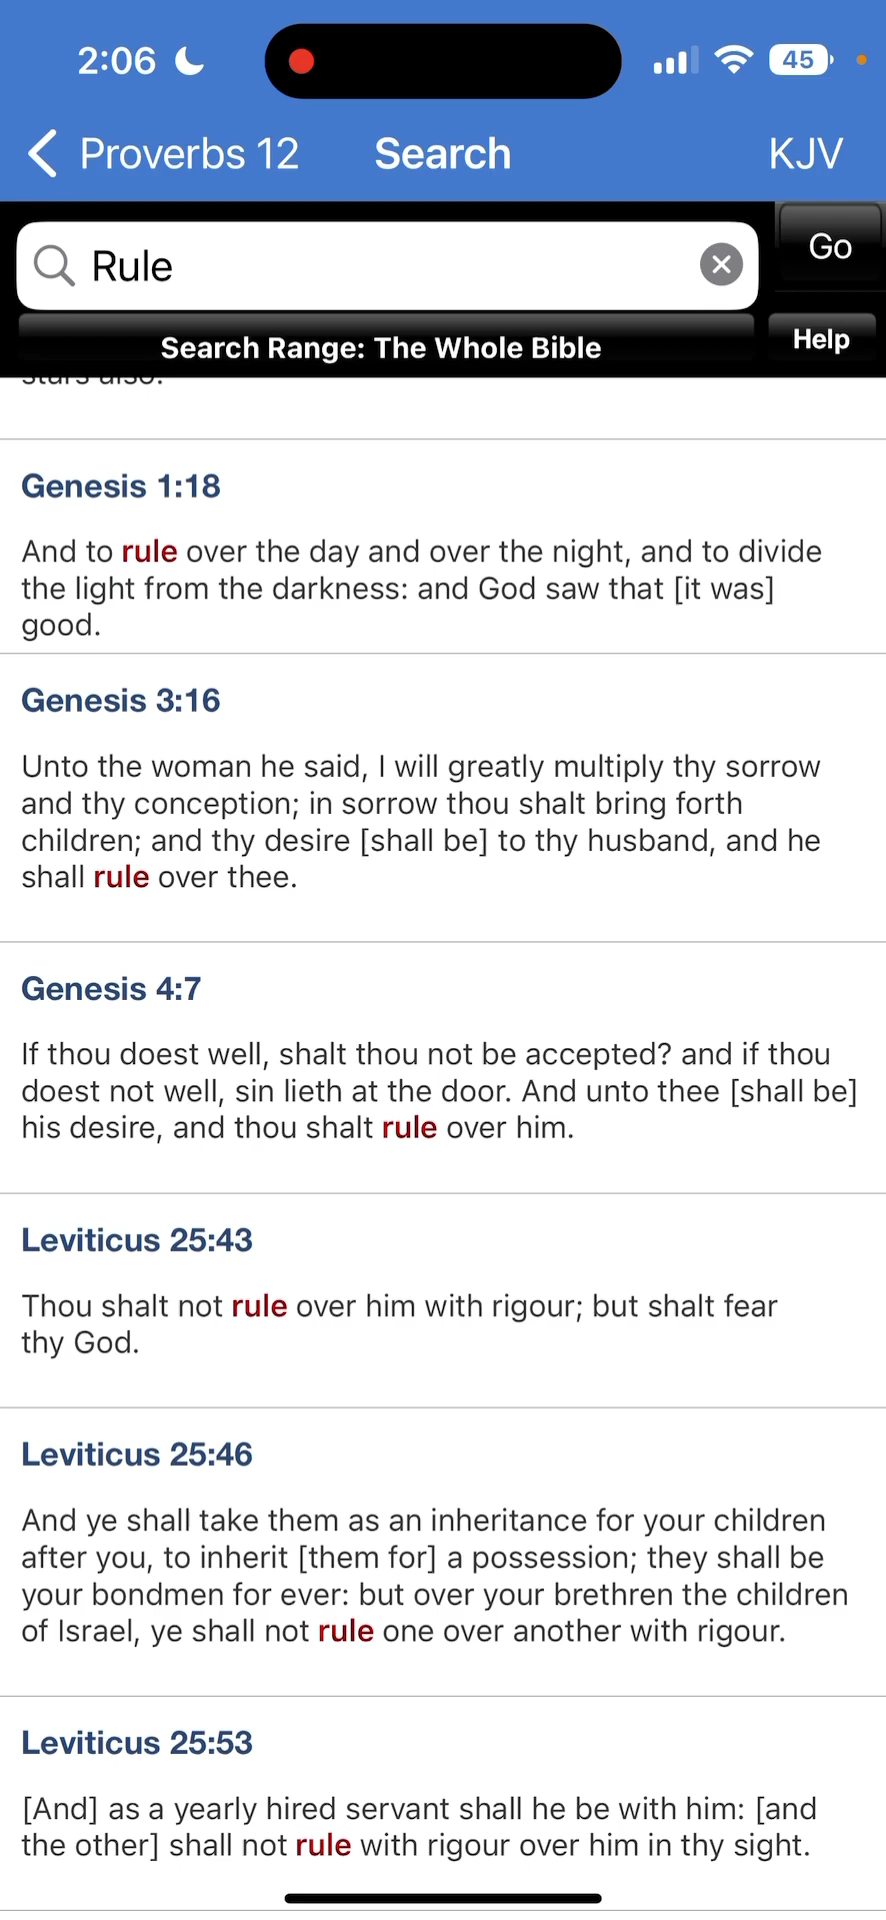 2:06
45
Proverbs 12
Search
KJV
Rule
Go
Search Range: The Whole Bible
Help
stars also.
Genesis 1:18
And to rule over the day and over the night, and to divide
the light from the darkness: and God saw that [it was]
good.
Genesis 3:16
Unto the woman he said, I will greatly multiply thy sorrow
and thy conception; in sorrow thou shalt bring forth
children; and thy desire [shall be] to thy husband, and he
shall rule over thee.
Genesis 4:7
If thou doest well, shalt thou not be accepted? and if thou
doest not well, sin lieth at the door. And unto thee [shall be]
his desire, and thou shalt rule over him.
Leviticus 25:43
Thou shalt not rule over him with rigour; but shalt fear
thy God.
Leviticus 25:46
And ye shall take them as an inheritance for your children
after you, to inherit [them for] a possession; they shall be
your bondmen for ever: but over your brethren the children
of Israel, ye shall not rule one over another with rigour.
Leviticus 25:53
[And] as a yearly hired servant shall he be with him: [and
the other] shall not rule with rigour over him in thy sight.